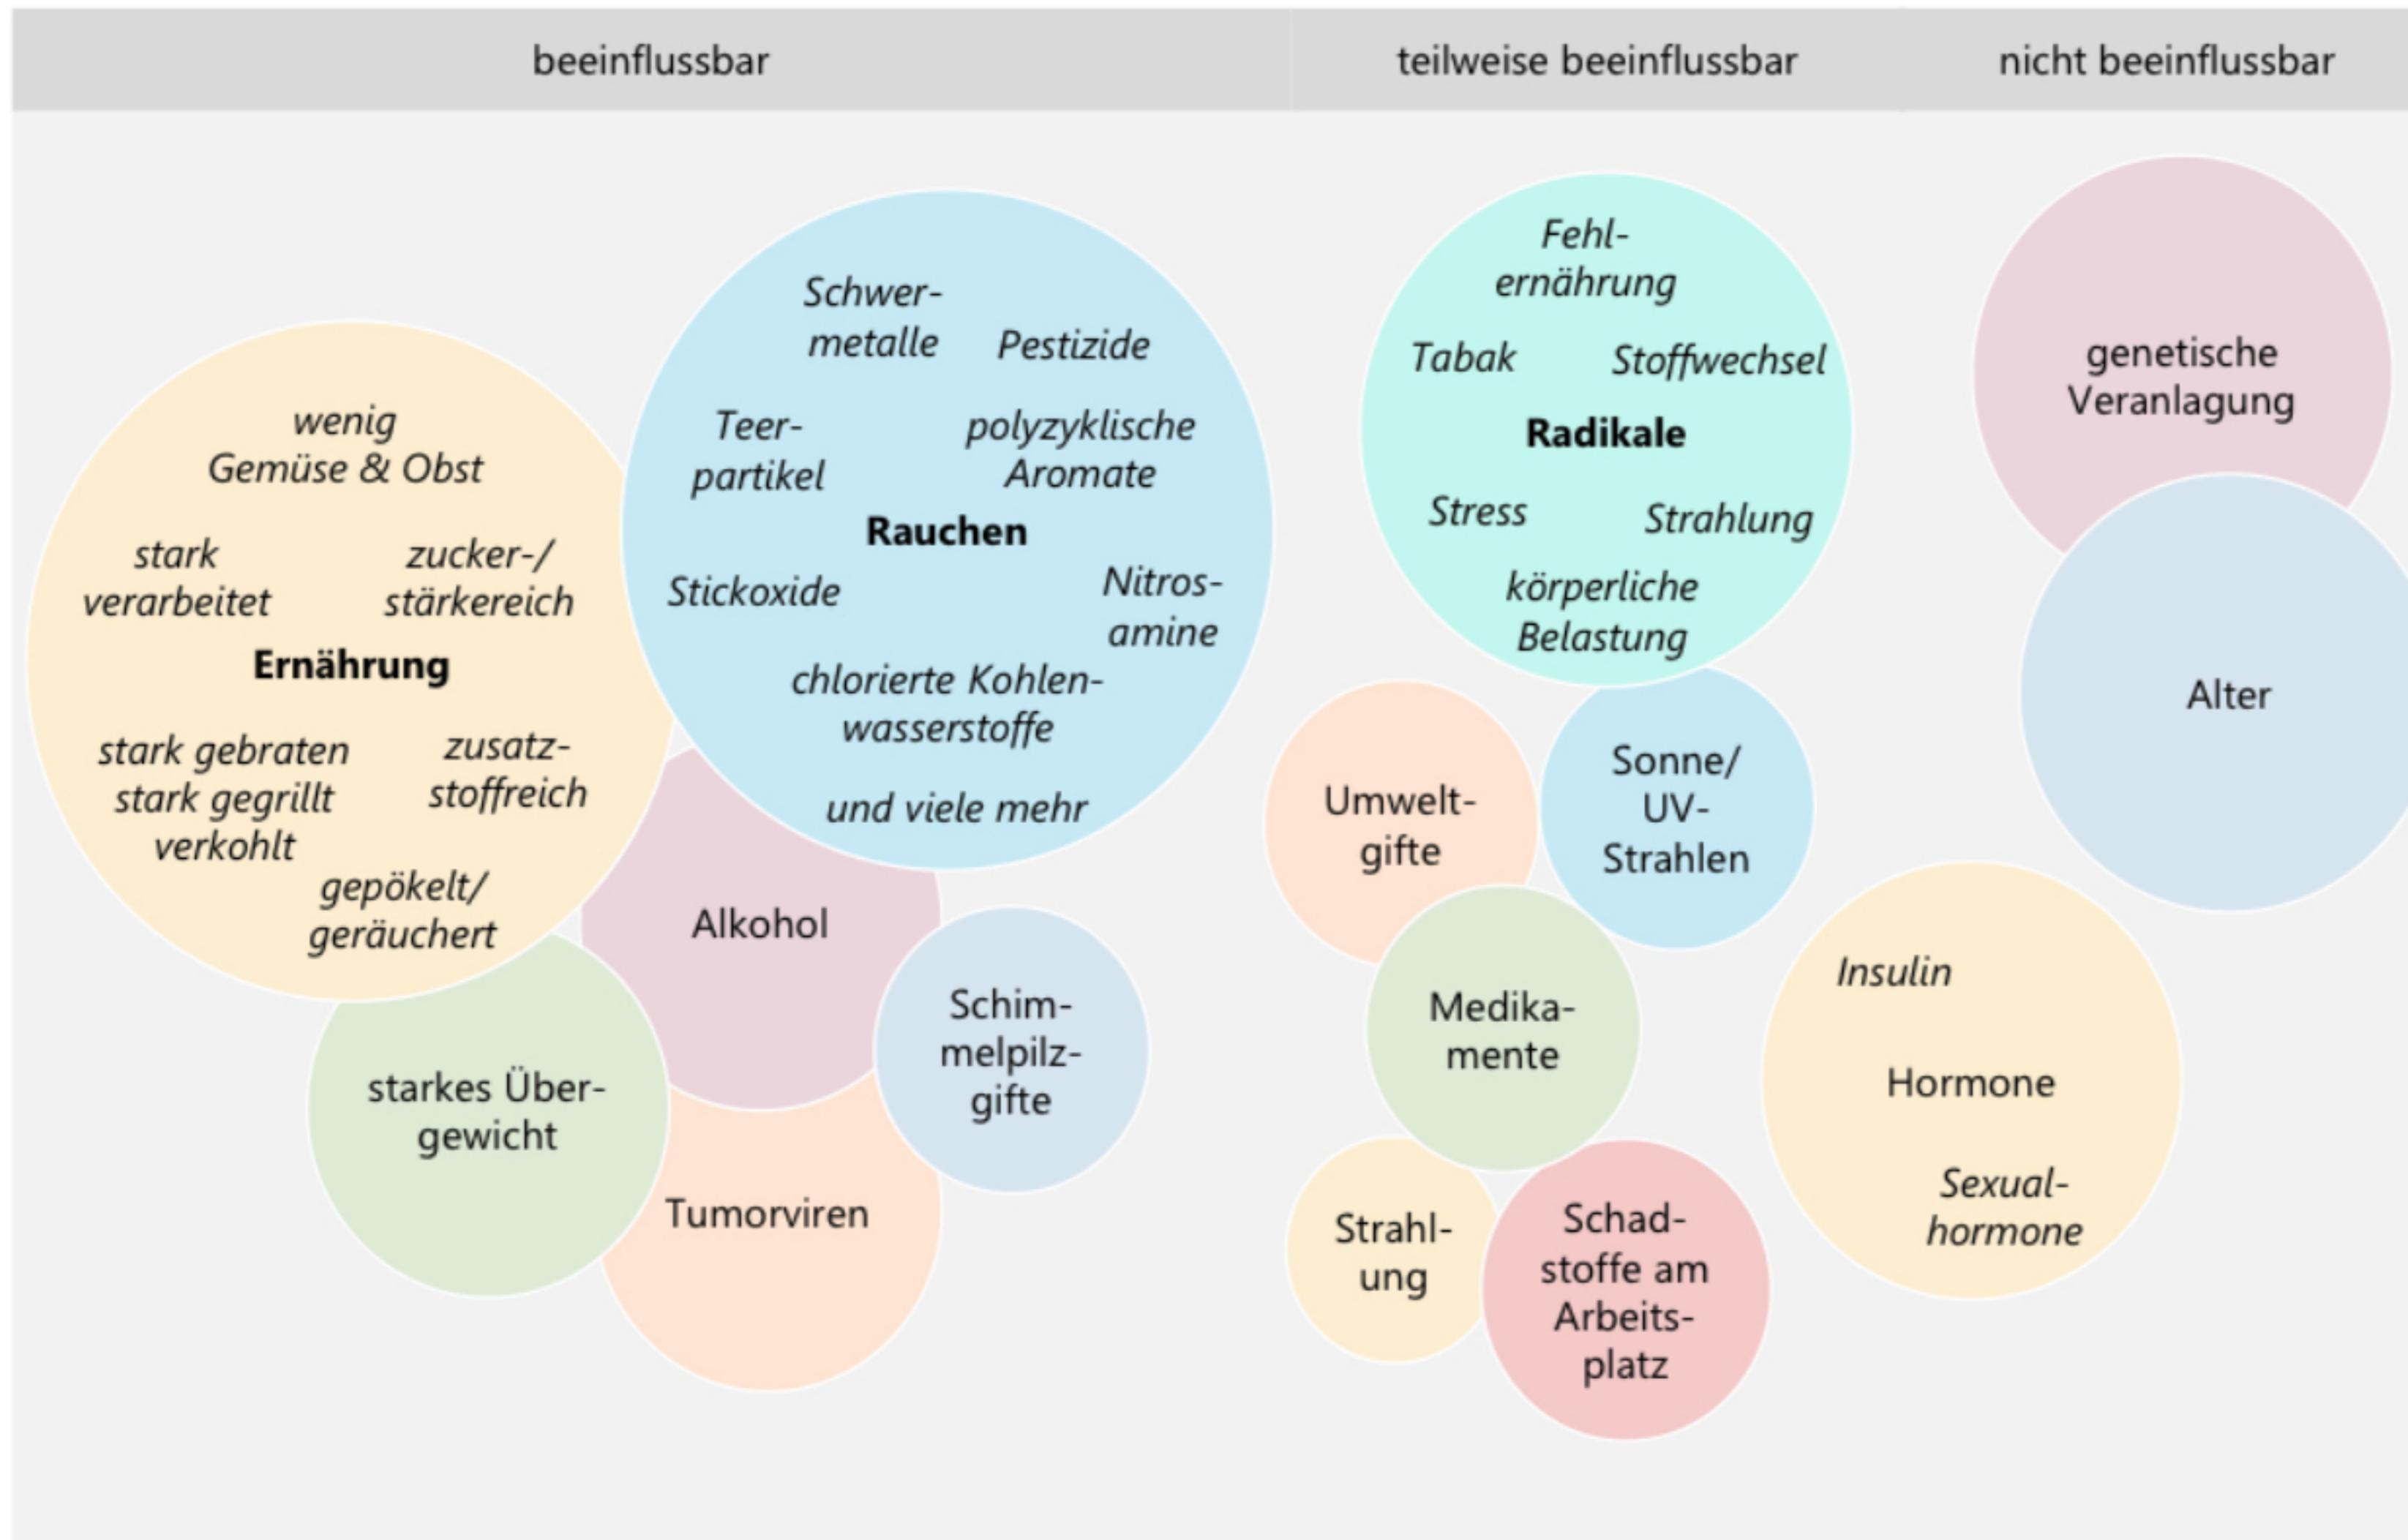 beeinflussbar
teilweise beeinflussbar
nicht beeinflussbar
wenig
Gemüse & Obst
stark
verarbeitet
zucker-/
stärkereich
Ernährung
stark gebraten
stark gegrillt
verkohlt
zusatz-
stoffreich
gepökelt/
geräuchert
Schwer-
metalle
Pestizide
Teer-
partikel
polyzyklische
Aromate
Rauchen
Stickoxide
Nitros-
amine
chlorierte Kohlen-
wasserstoffe
und viele mehr
Alkohol
starkes Über-
gewicht
Schim-
melpilz-
gifte
Tumorviren
Fehl-
ernährung
Tabak
Stoffwechsel
Radikale
Stress
Strahlung
körperliche
Belastung
Umwelt-
gifte
Sonne/
UV-
Strahlen
Medika-
mente
Strahl-
ung
Schad-
stoffe am
Arbeits-
platz
genetische
Veranlagung
Alter
Insulin
Hormone
Sexual-
hormone